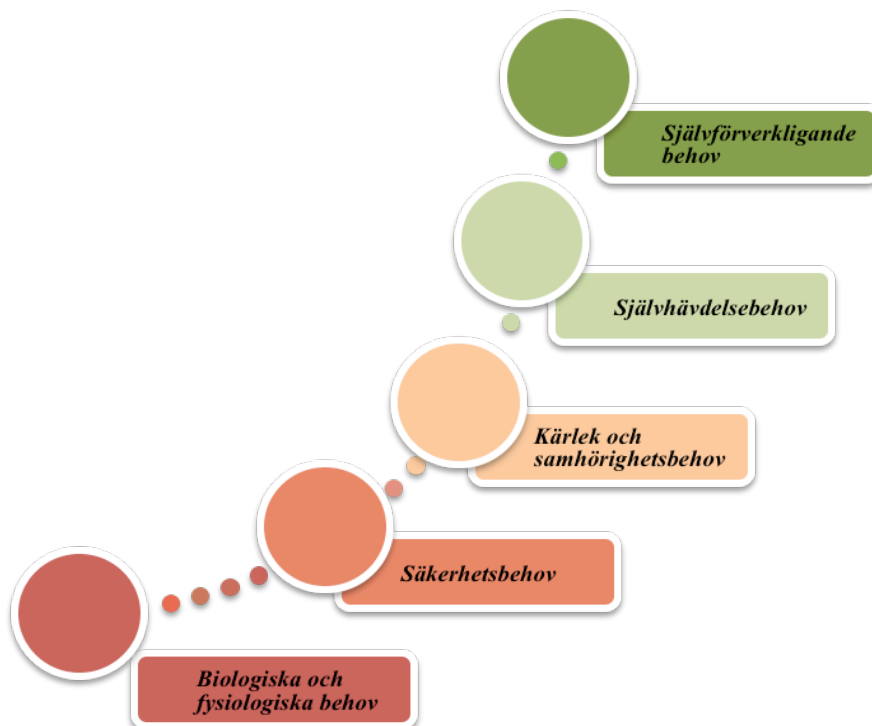 Självförverkligande
behov
Självhävdelsebehov
Kärlek och
samhörighetsbehov
Säkerhetsbehov
Biologiska och
fysiologiska behov